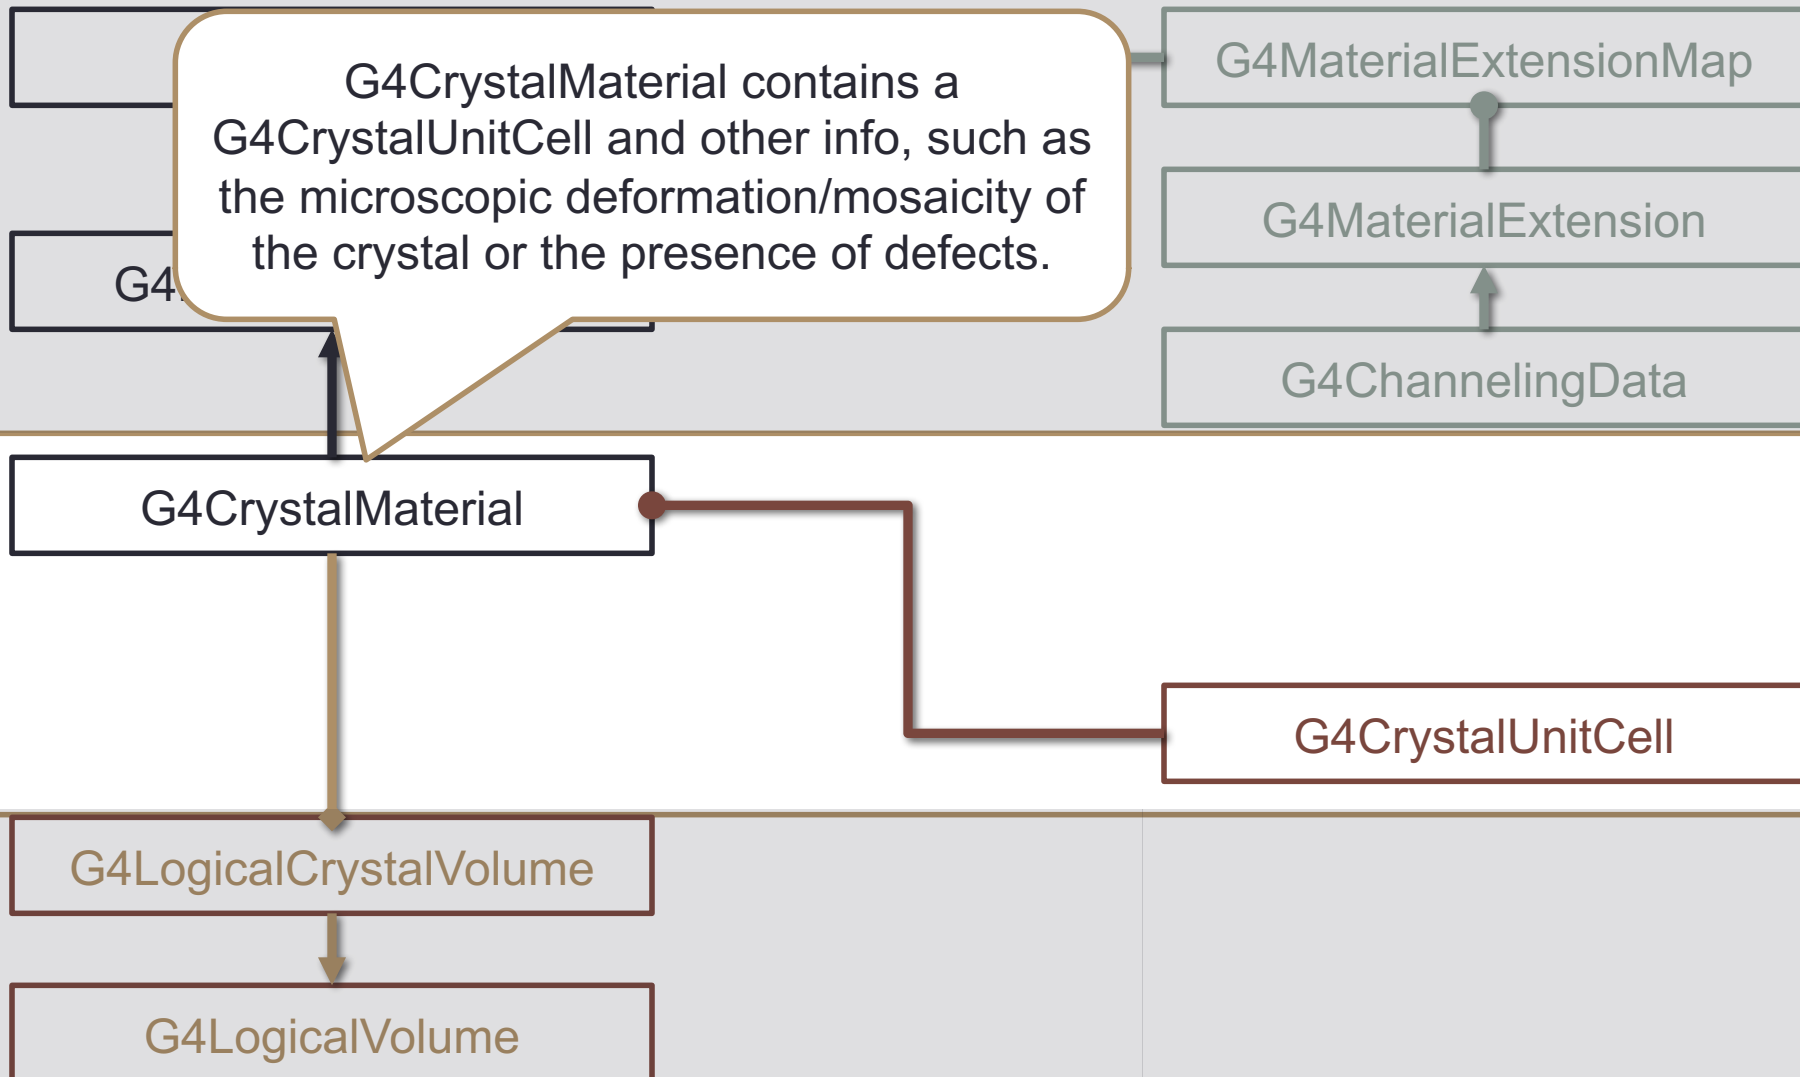 G4CrystalMaterial contains a
G4CrystalUnitCell and other info, such as
the microscopic deformation/mosaicity of
the crystal or the presence of defects.
G4MaterialExtensionMap
G4MaterialExtension
G4
G4ChannelingData
G4CrystalMaterial
G4CrystalUnitCell
G4LogicalCrystalVolume
G4LogicalVolume